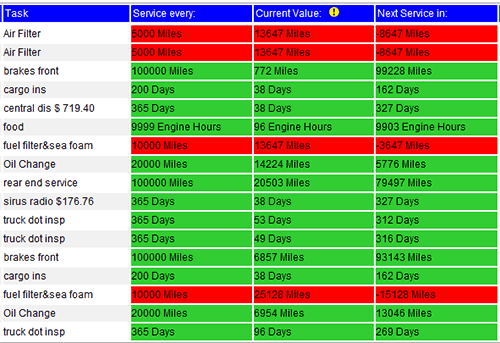 Task Service every: Current Value: Next Service in:
Air Filter 5000 Miles 13647 Miles -8647 Miles
Air Filter 5000 Miles 13647 Miles -8647 Miles
brakes front 100000 Miles 772 Miles 99228 Miles
cargo ins 200 Days 38 Days 162 Days
central dis $ 719.40 365 Days 38 Days 327 Days
food 9999 Engine Hours 96 Engine Hours 9903 Engine Hours
fuel filter&sea foam 10000 Miles 13647 Miles -3647 Miles
Oil Change 20000 Miles 14224 Miles 5776 Miles
rear end service 100000 Miles 20503 Miles 79497 Miles
sirus radio $176.76 365 Days 38 Days 327 Days
truck dot insp 365 Days 53 Days 312 Days
truck dot insp 365 Days 49 Days 316 Days
brakes front 100000 Miles 6857 Miles 93143 Miles
cargo ins 200 Days 38 Days 162 Days
fuel filter&sea foam 10000 Miles 25128 Miles -15128 Miles
Oil Change 20000 Miles 6954 Miles 13046 Miles
truck dot insp 365 Days 96 Days 269 Days